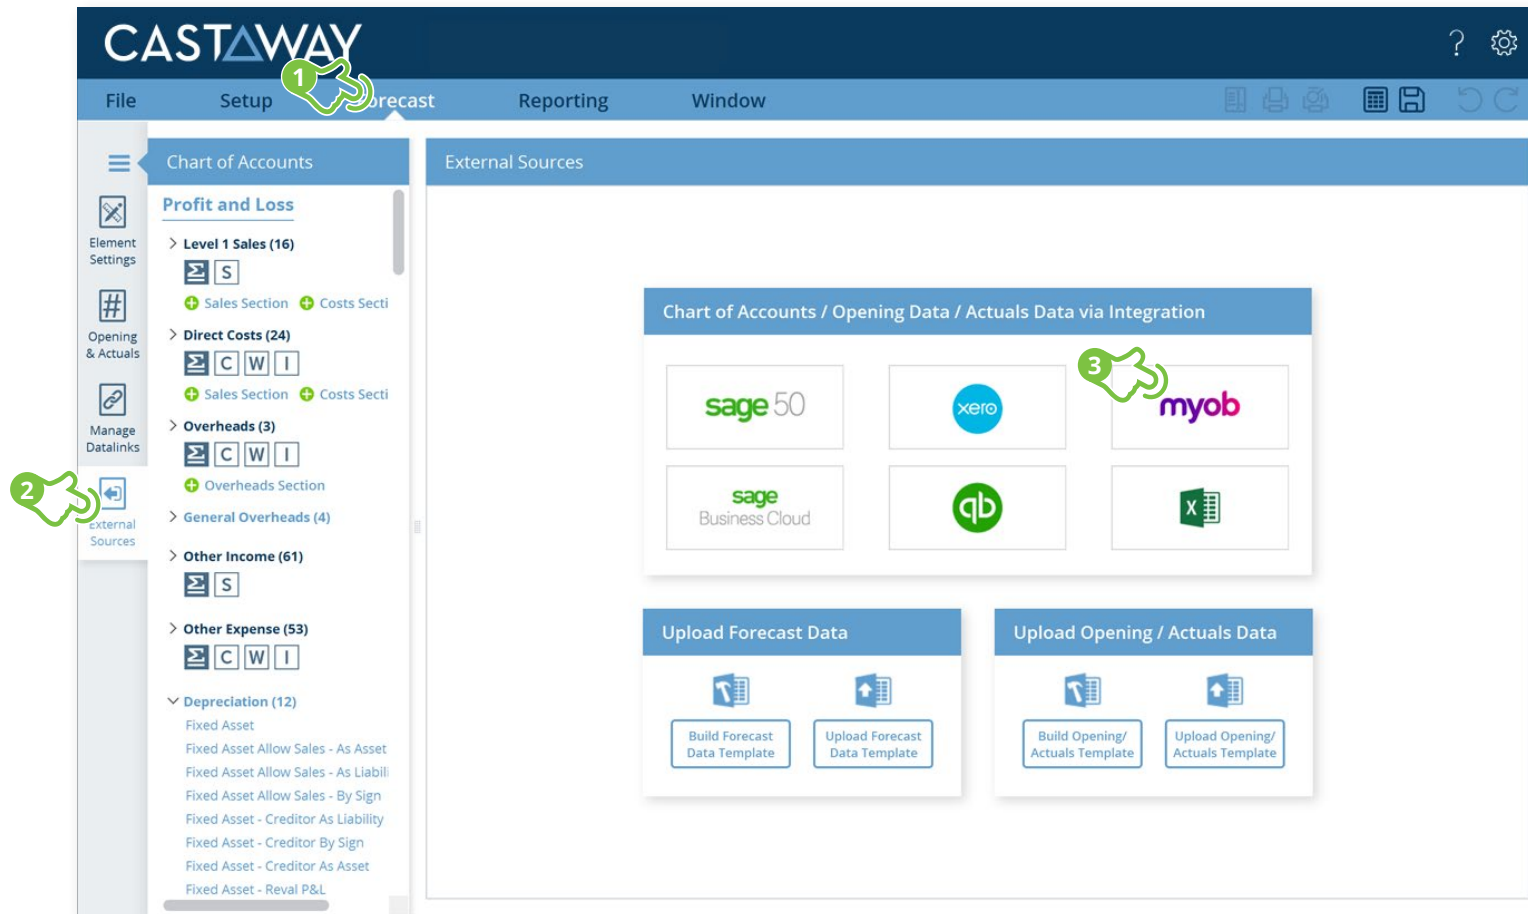 CASTAWAY
?
1
File Setup Forecast Reporting Window
Chart of Accounts
External Sources
Profit and Loss
Element
Settings
Level 1 Sales (16)
S
Sales Section Costs Secti
Opening
& Actuals
Direct Costs (24)
C W I
Sales Section Costs Secti
Manage
Datalinks
Overheads (3)
C W I
Overheads Section
2
External
Sources
General Overheads (4)
Other Income (61)
S
Other Expense (53)
C W I
Depreciation (12)
Fixed Asset
Fixed Asset Allow Sales - As Asset
Fixed Asset Allow Sales - As Liabili
Fixed Asset Allow Sales - By Sign
Fixed Asset - Creditor As Liability
Fixed Asset - Creditor By Sign
Fixed Asset - Creditor As Asset
Fixed Asset - Reval P&L
Chart of Accounts / Opening Data / Actuals Data via Integration
3
sage 50
xero
myob
sage
Business Cloud
qb
X
Upload Forecast Data
Build Forecast
Data Template
Upload Forecast
Data Template
Upload Opening / Actuals Data
Build Opening/
Actuals Template
Upload Opening/
Actuals Template